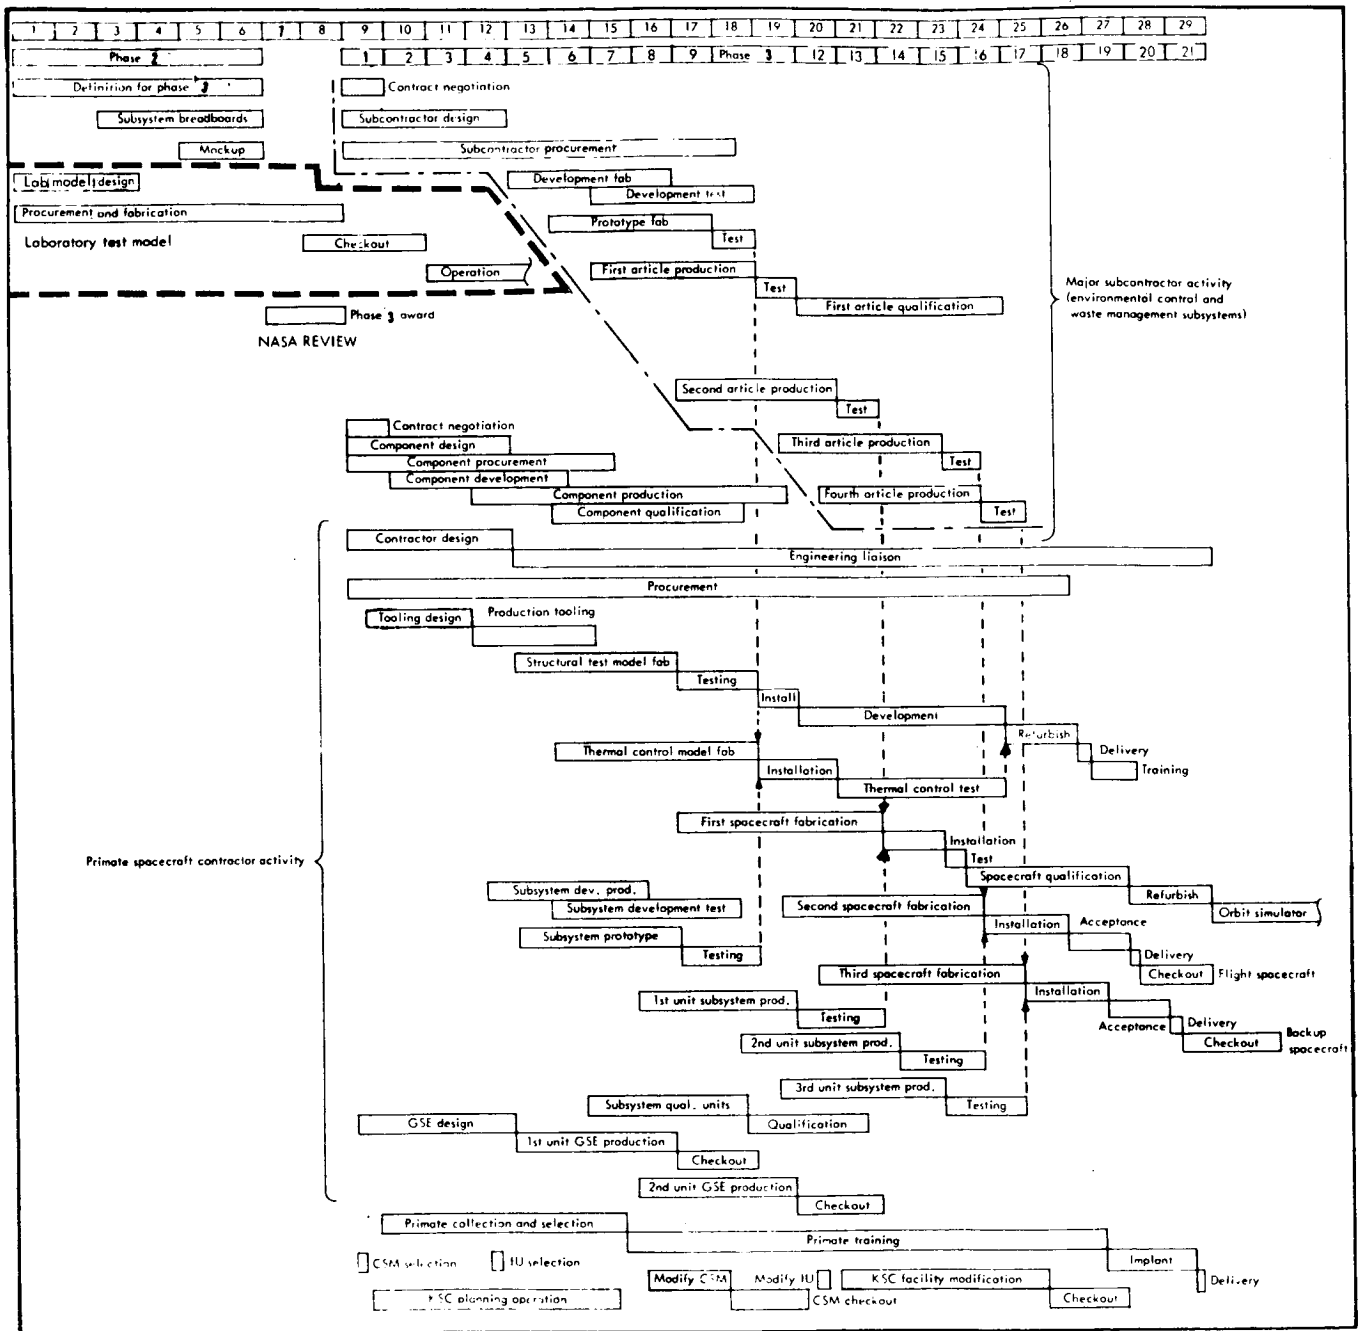 1 2 3 4 5 6 7 8 9 10 11 12 13 14 15 16 17 18 19 20 21 22 23 24 25 26 27 28 29
Phase 2 1 2 3 4 5 6 7 8 9 Phase 3 12 13 14 15 16 17 18 19 20 21
Definition for phase 3 Contract negotiation
Subsystem breadboards Subcontractor design
Mockup Subcontractor procurement
Lab model design Development fab
Development test
Procurement and fabrication
Prototype fab
Laboratory test model Checkout Test
Operation First article production
Test
Major subcontractor activity
(environmental control and
waste management subsystems)
First article qualification
Phase 3 award
NASA REVIEW
Second article production
Test
Contract negotiation
Component design Third article production
Component procurement Test
Component development
Component production Fourth article production
Component qualification Test
Contractor design
Engineering liaison
Procurement
Tooling design Production tooling
Structural test model fab
Testing
Install
Development
Refurbish
Thermal control model fab Delivery
Installation Training
Thermal control test
First spacecraft fabrication
Installation
Test
Primate spacecraft contractor activity
Spacecraft qualification
Subsystem dev. prod. Refurbish
Subsystem development test Second spacecraft fabrication Orbit simulator
Installation Acceptance
Subsystem prototype
Testing Delivery
Third spacecraft fabrication Checkout Flight spacecraft
Installation
1st unit subsystem prod.
Testing Acceptance Delivery
2nd unit subsystem prod. Checkout Backup
spacecraft
Testing
3rd unit subsystem prod.
Subsystem qual. units Testing
GSE design Qualification
1st unit GSE production
Checkout
2nd unit GSE production
Checkout
Primate collection and selection
Primate training
CSM selection IU selection Implant
Modify CSM Modify IU KSC facility modification Delivery
KSC planning operation CSM checkout Checkout